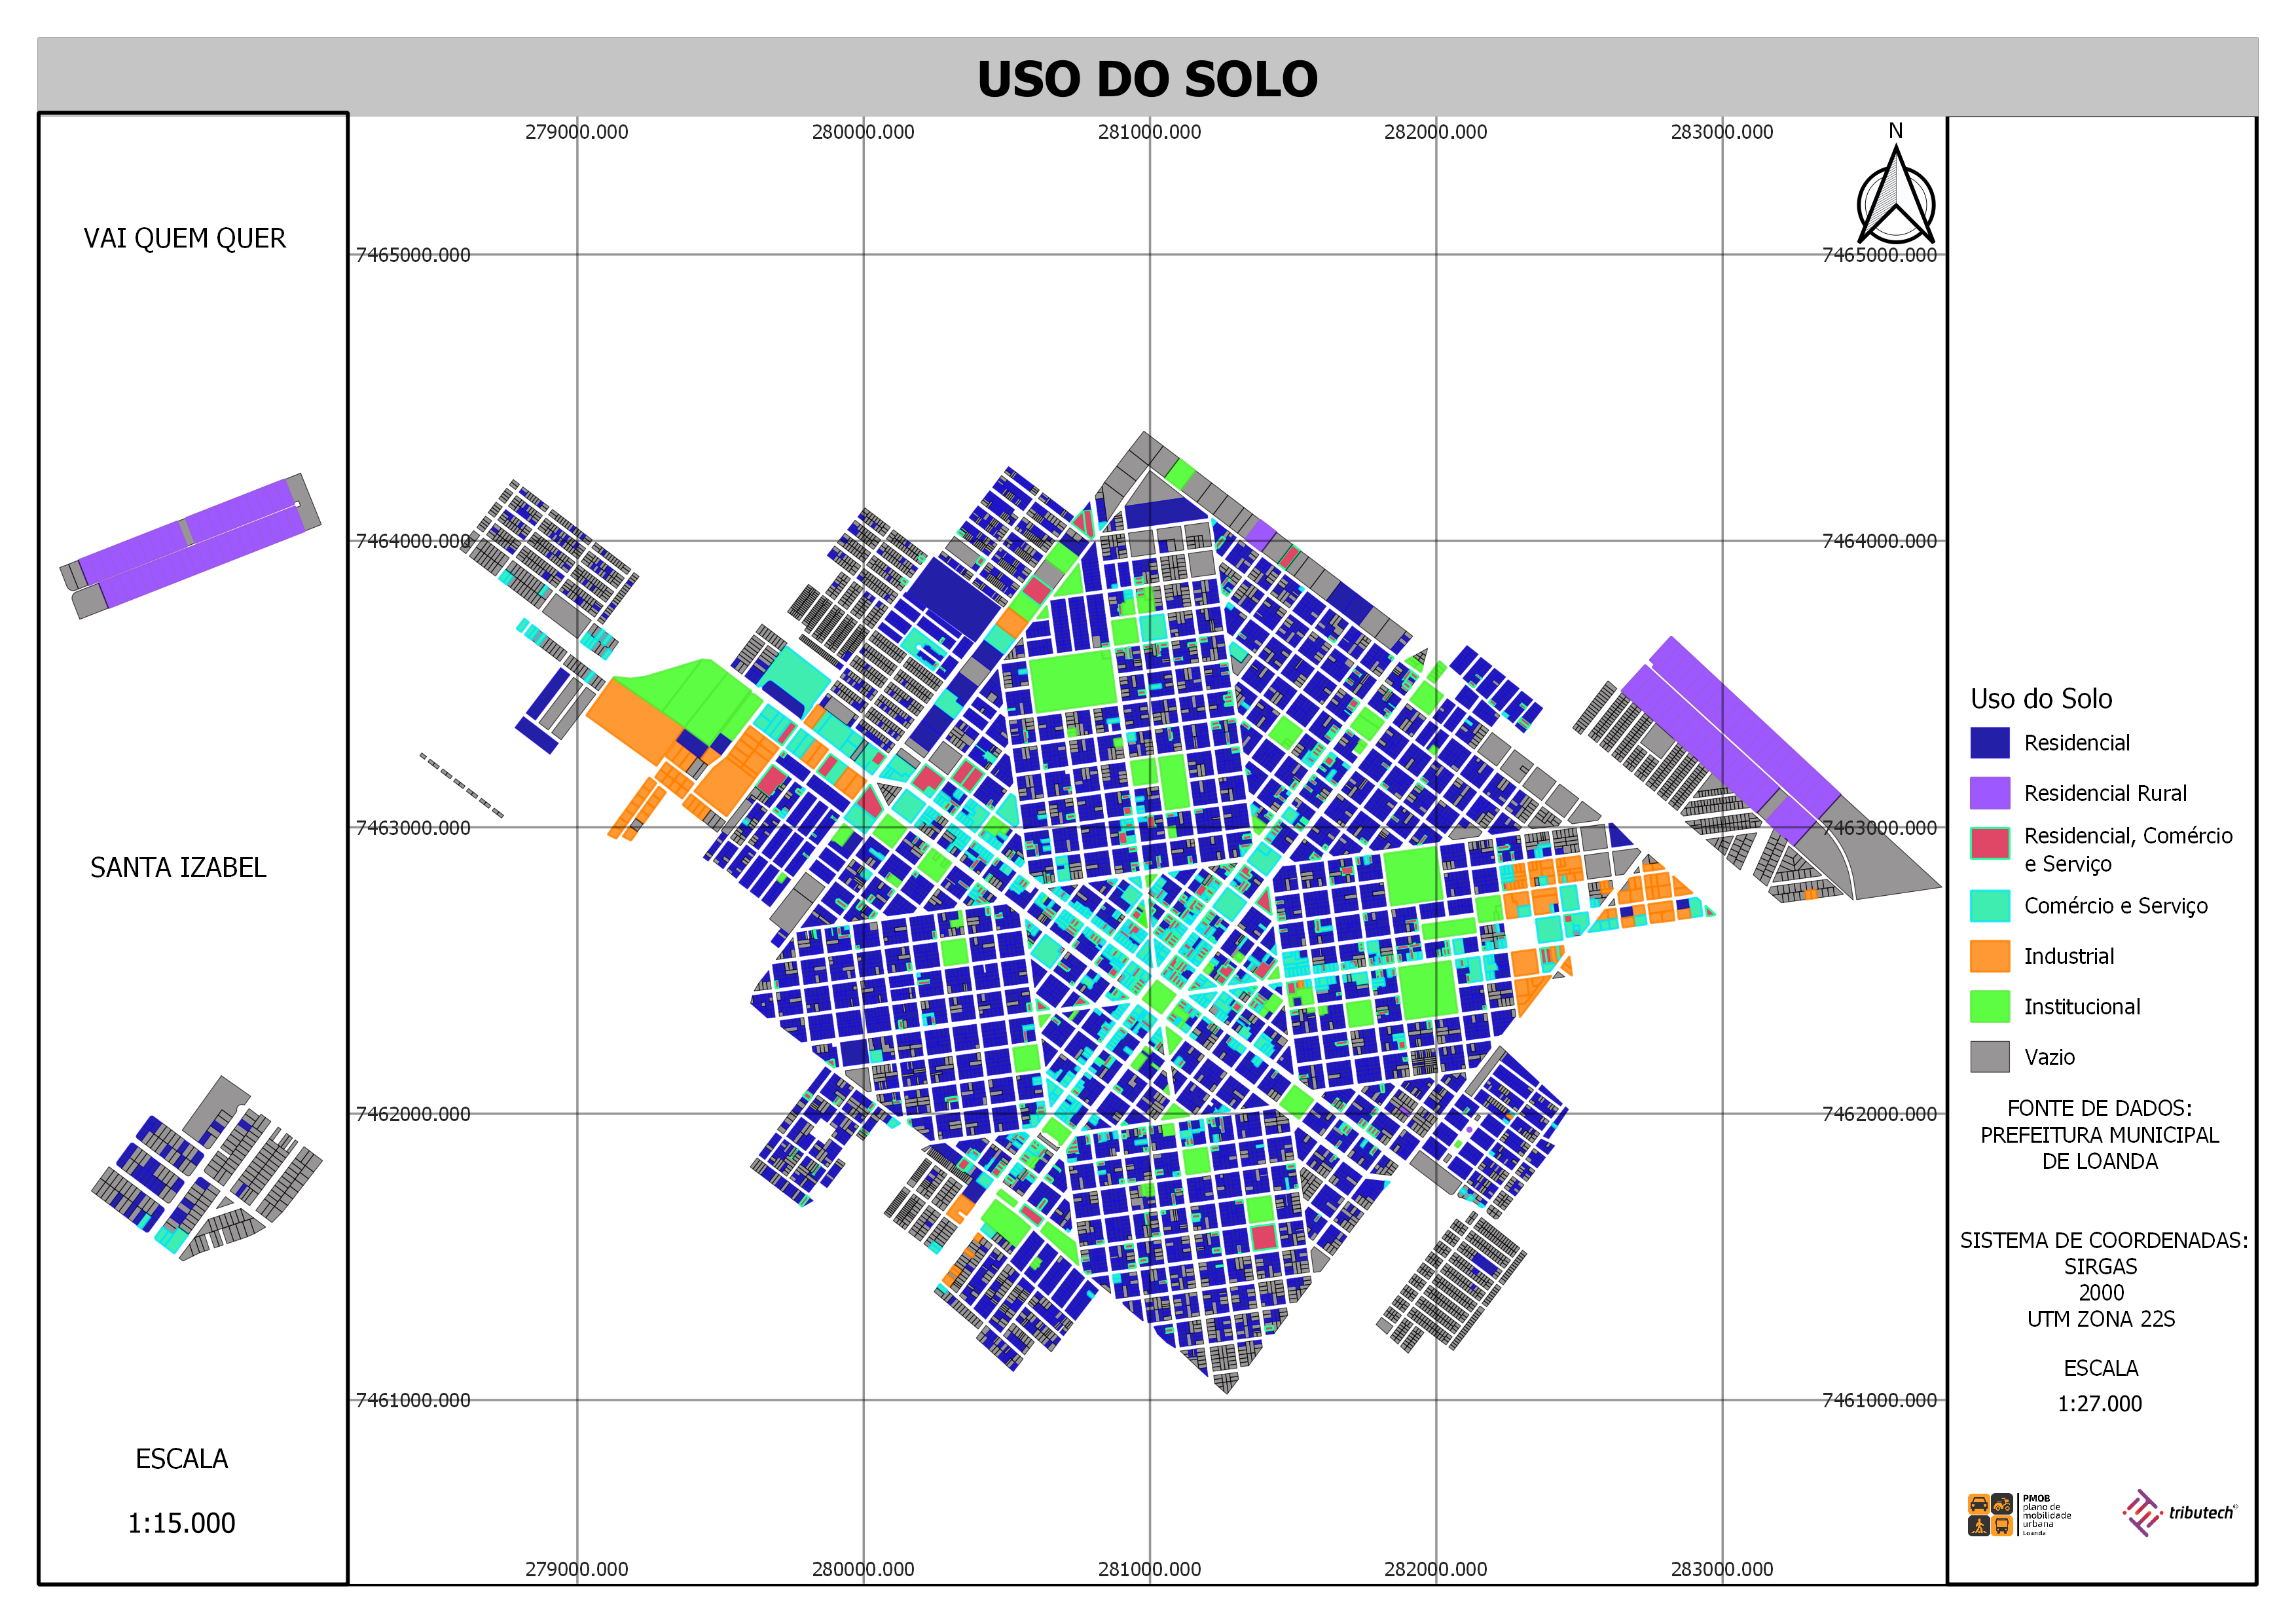 USO DO SOLO
VAI QUEM QUER
SANTA IZABEL
ESCALA
1:15.000
279000.000 280000.000 281000.000 282000.000 283000.000
N
7465000.000 7465000.000
7464000.000 7464000.000
7463000.000 7463000.000
7462000.000 7462000.000
7461000.000 7461000.000
279000.000 280000.000 281000.000 282000.000 283000.000
Uso do Solo
Residencial
Residencial Rural
Residencial, Comércio
e Serviço
Comércio e Serviço
Industrial
Institucional
Vazio
FONTE DE DADOS:
PREFEITURA MUNICIPAL
DE LOANDA
SISTEMA DE COORDENADAS:
SIRGAS
2000
UTM ZONA 22S
ESCALA
1:27.000
PMOB
plano de
mobilidade
urbana
Loanda
tributech®